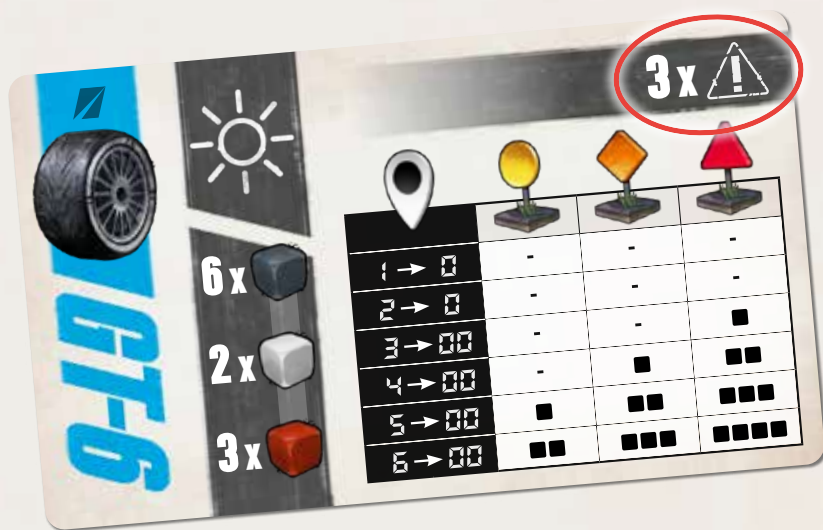 3x
GT-6
6x
2x
3x
1 → 0
2 → 0
3 → 00
4 → 00
5 → 00
6 → 00